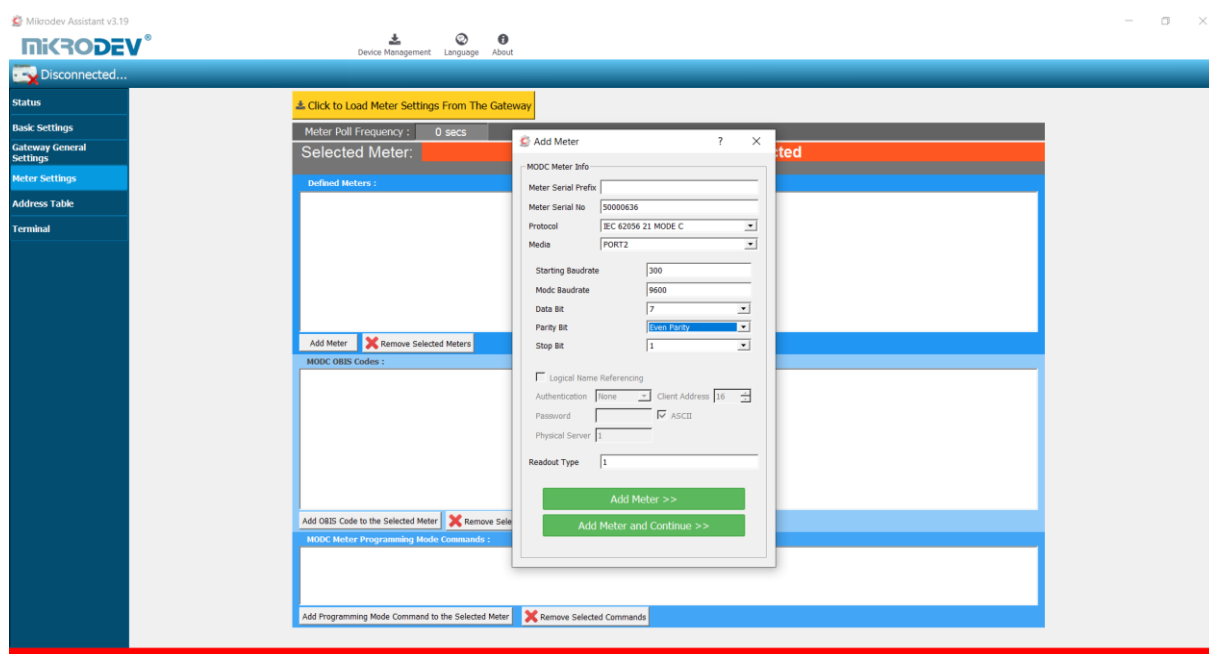 Mikrodev Assistant v3.19
MiKRODEV®
Device Management Language About
Disconnected...
Status
Basic Settings
Gateway General
Settings
Meter Settings
Address Table
Terminal
Click to Load Meter Settings From The Gateway
Meter Poll Frequency : 0 secs
Selected Meter:
cted
Defined Meters :
Add Meter Remove Selected Meters
MODC OBIS Codes :
Add OBIS Code to the Selected Meter Remove Sele
MODC Meter Programming Mode Commands :
Add Programming Mode Command to the Selected Meter Remove Selected Commands
Add Meter ?
MODC Meter Info
Meter Serial Prefix
Meter Serial No 50000636
Protocol IEC 62056 21 MODE C
Media PORT2
Starting Baudrate 300
Modc Baudrate 9600
Data Bit 7
Parity Bit Even Parity
Stop Bit 1
Logical Name Referencing
Authentication None Client Address 16
Password ASCII
Physical Server 1
Readout Type 1
Add Meter >>
Add Meter and Continue >>